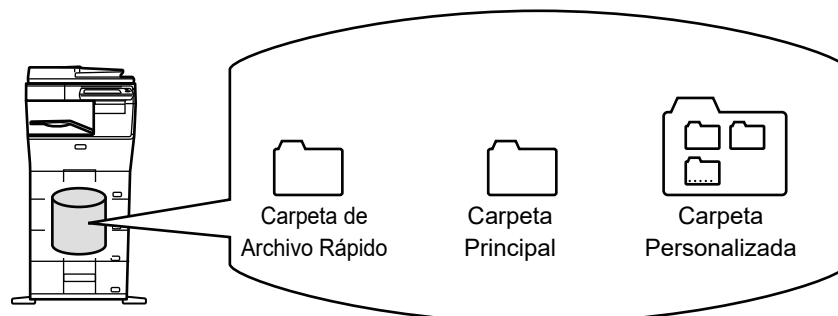 Carpeta de
Archivo Rápido
Carpeta
Principal
Carpeta
Personalizada